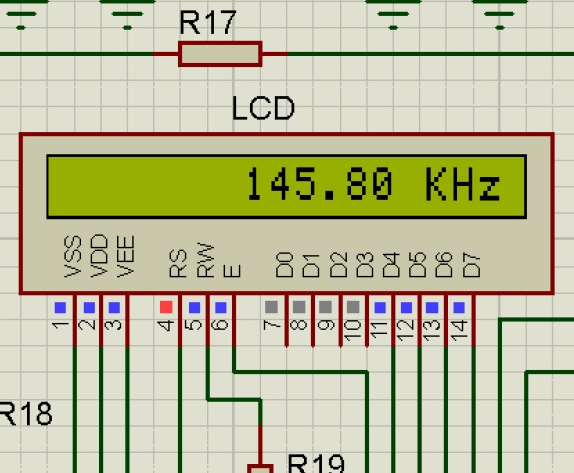 R17
LCD
145.80 KHz
VSS VDD VEE RS RW E D0 D1 D2 D3 D4 D5 D6 D7
1 2 3 4 5 6 7 8 9 10 11 12 13 14
R18
R19